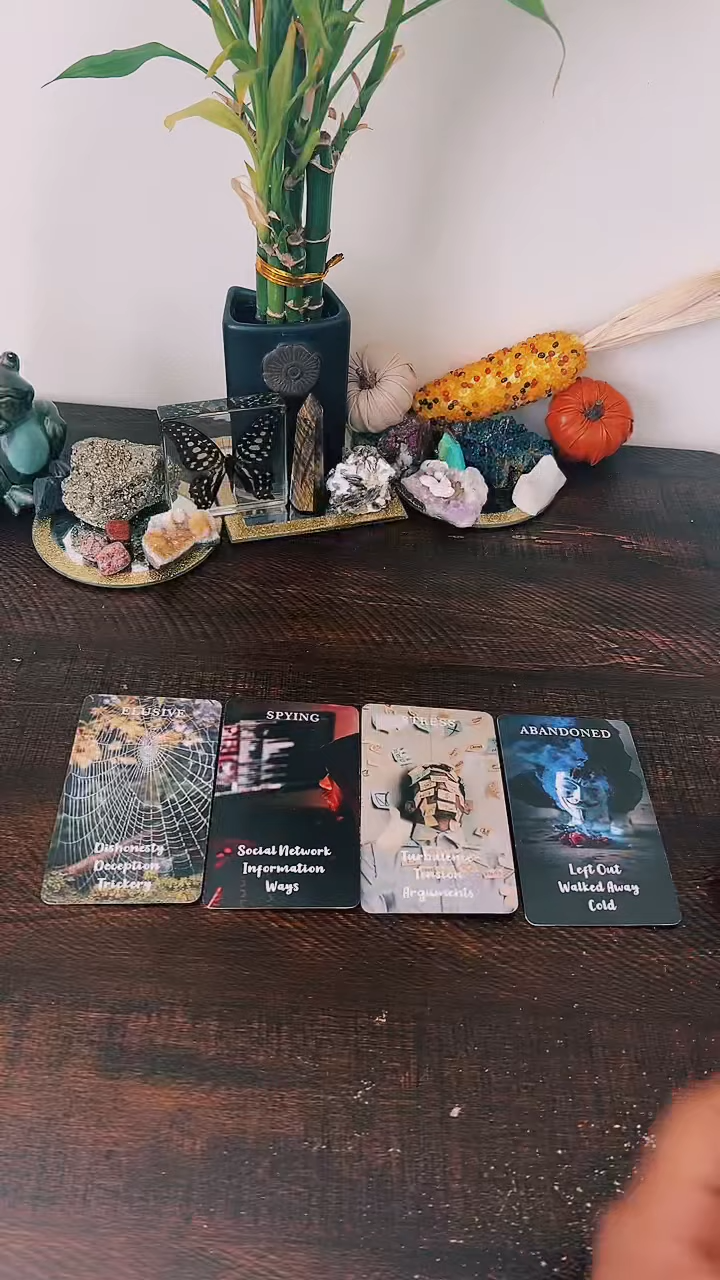 ELUSIVE
Dishonesty
Deception
Trickery
SPYING
Social Network
Information
Ways
STRESS
Turbulence
Tension
Arguments
ABANDONED
Left Out
Walked Away
Cold